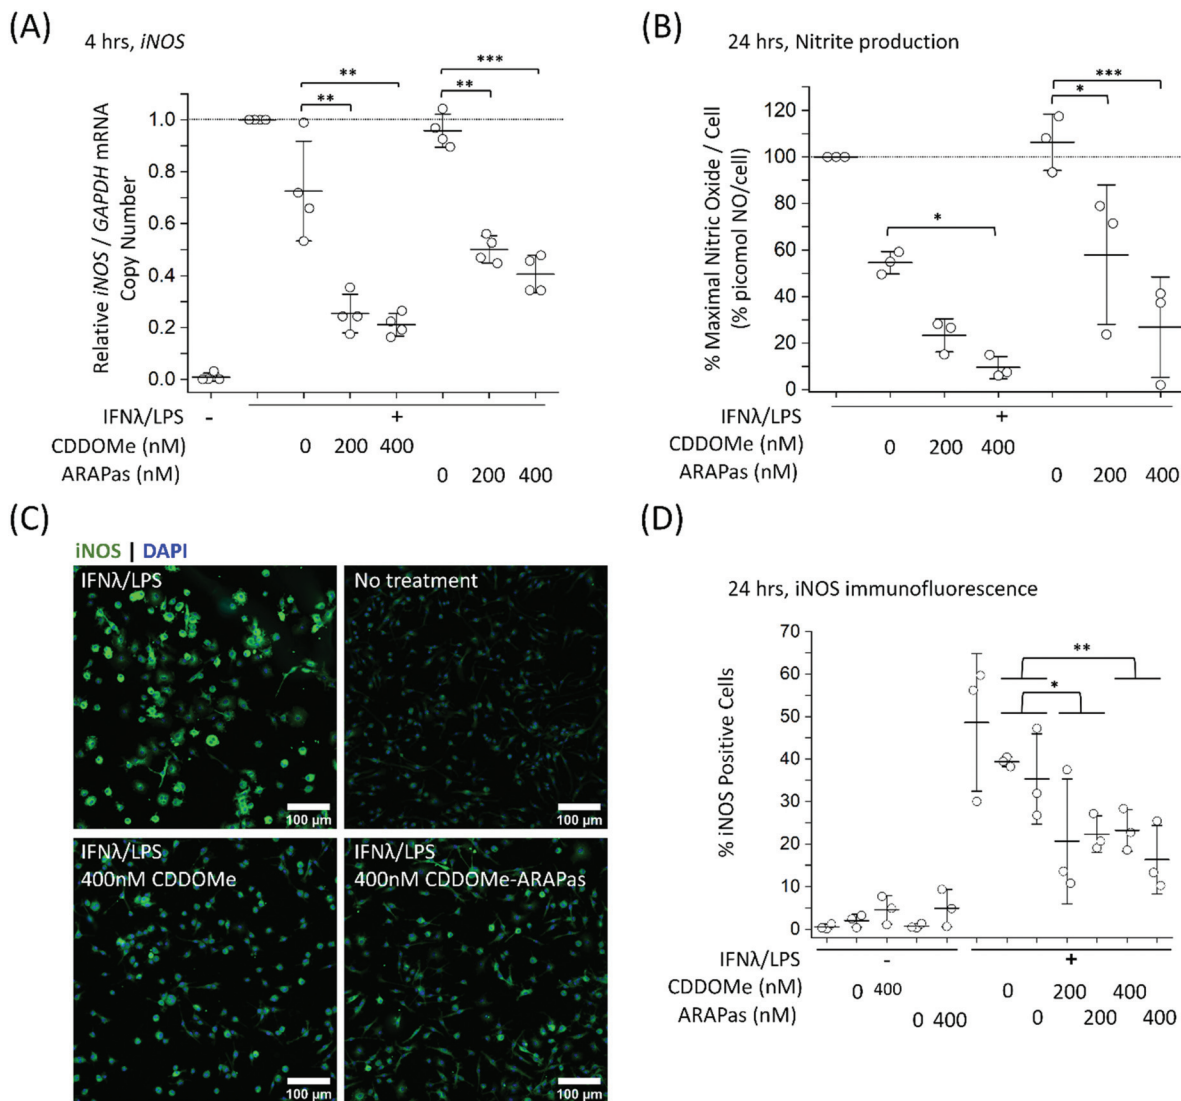 (A)
4 hrs, iNOS
** ***
** **
1.0
0.8
0.6
0.4
0.2
0.0
Relative iNOS / GAPDH mRNA
Copy Number
IFNλ/LPS - +
CDDOMe (nM) 0 200 400
ARAPas (nM) 0 200 400
(B)
24 hrs, Nitrite production
***
*
*
120
100
80
60
40
20
0
% Maximal Nitric Oxide / Cell
(% picomol NO/cell)
IFNλ/LPS +
CDDOMe (nM) 0 200 400
ARAPas (nM) 0 200 400
(C)
iNOS | DAPI
IFNλ/LPS
100 µm
No treatment
100 µm
IFNλ/LPS
400nM CDDOMe
100 µm
IFNλ/LPS
400nM CDDOMe-ARAPas
100 µm
(D)
24 hrs, iNOS immunofluorescence
**
*
70
60
50
40
30
20
10
0
% iNOS Positive Cells
IFNλ/LPS - +
CDDOMe (nM) 0 400 0 200 400
ARAPas (nM) 0 400 0 200 400